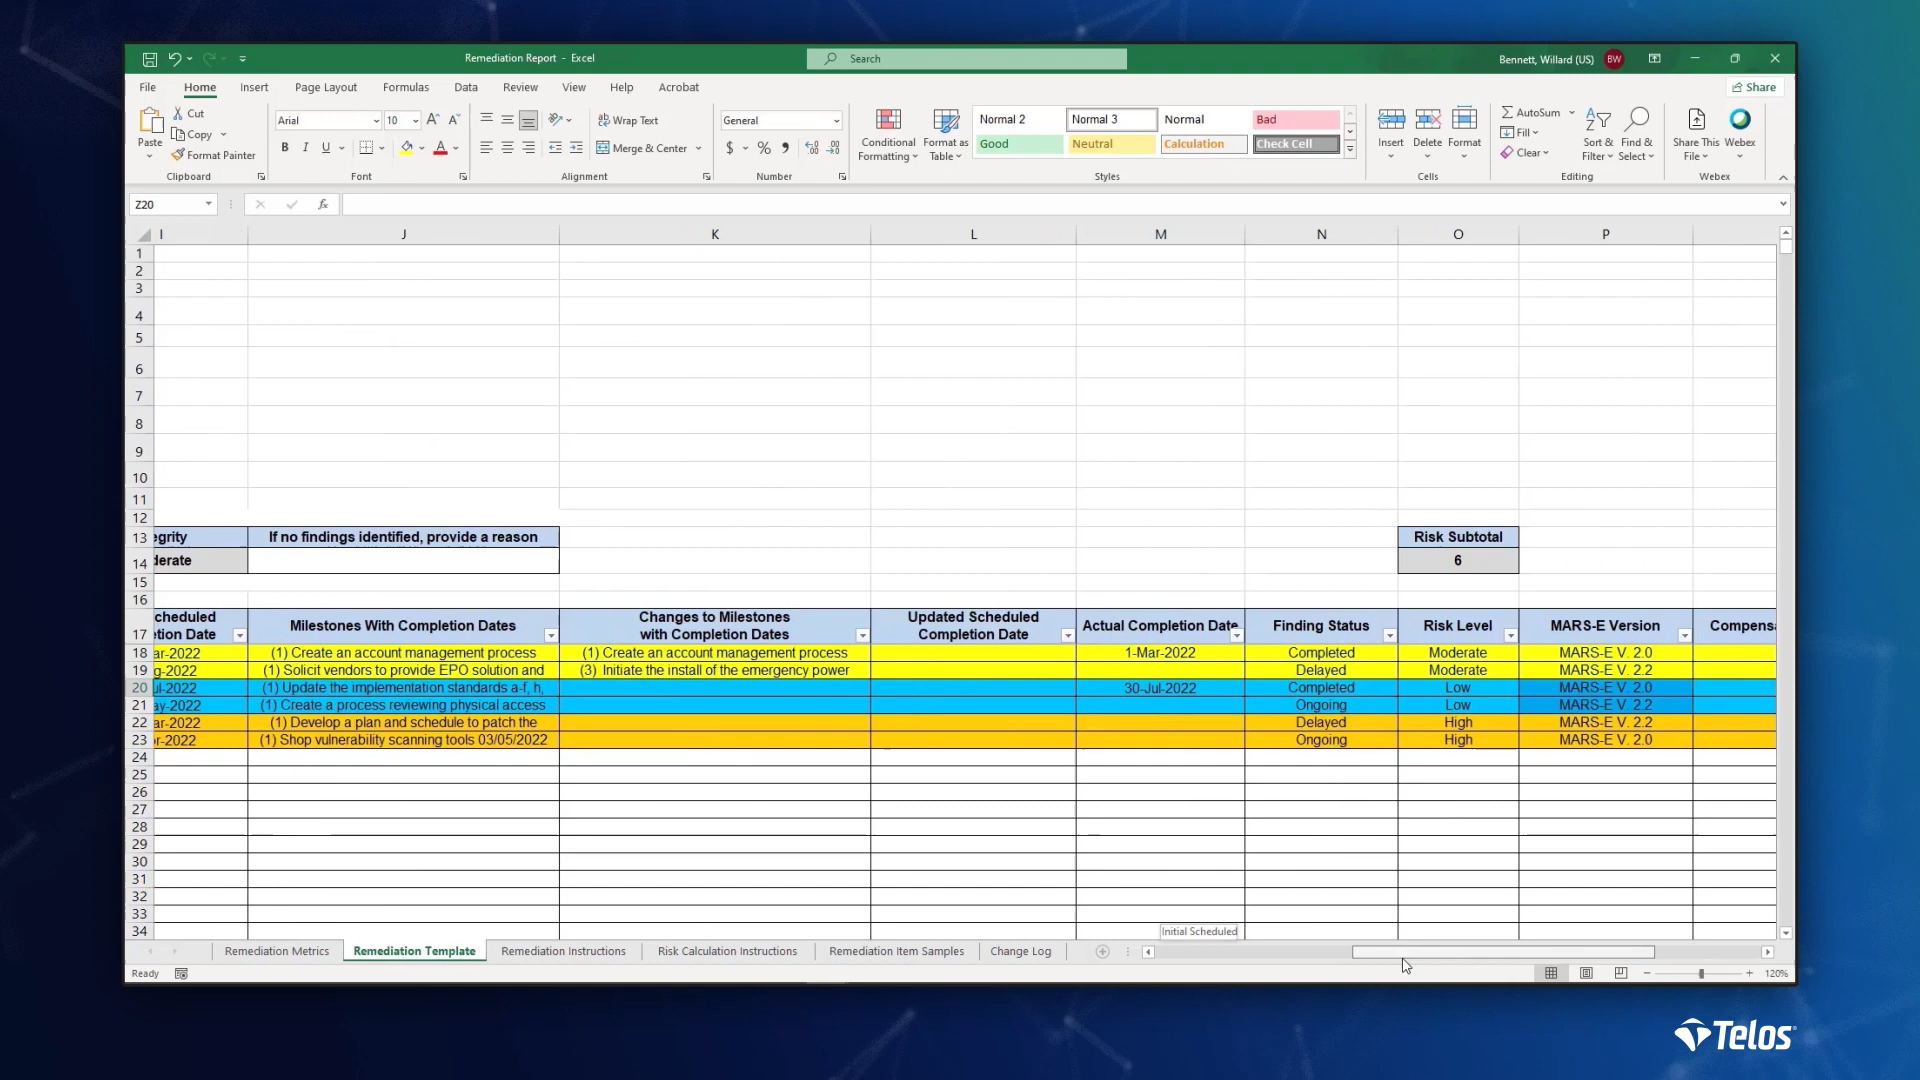 Remediation Report - Excel
Search
Bennett, Willard (US)
BW
File Home Insert Page Layout Formulas Data Review View Help Acrobat
Share
Paste
Cut
Copy
Format Painter
Clipboard
Arial
10
B I U
Font
Wrap Text
Merge & Center
Alignment
General
$ % 9
Number
Conditional
Formatting
Format as
Table
Normal 2
Normal 3
Normal
Bad
Good
Neutral
Calculation
Check Cell
Styles
Insert
Delete
Format
Cells
AutoSum
Fill
Clear
Sort &
Filter
Find &
Select
Editing
Share This
File
Webex
Webex
Z20
fx
I J K L M N O P
1
2
3
4
5
6
7
8
9
10
11
12
13 egrity If no findings identified, provide a reason Risk Subtotal
14 derate 6
15
16
cheduled Changes to Milestones Updated Scheduled
17 etion Date Milestones With Completion Dates with Completion Dates Completion Date Actual Completion Date Finding Status Risk Level MARS-E Version Compensa
18 ar-2022 (1) Create an account management process (1) Create an account management process 1-Mar-2022 Completed Moderate MARS-E V. 2.0
19 g-2022 (1) Solicit vendors to provide EPO solution and (3) Initiate the install of the emergency power Delayed Moderate MARS-E V. 2.2
20 ul-2022 (1) Update the implementation standards a-f, h, 30-Jul-2022 Completed Low MARS-E V. 2.0
21 ay-2022 (1) Create a process reviewing physical access Ongoing Low MARS-E V. 2.2
22 ar-2022 (1) Develop a plan and schedule to patch the Delayed High MARS-E V. 2.2
23 r-2022 (1) Shop vulnerability scanning tools 03/05/2022 Ongoing High MARS-E V. 2.0
24
25
26
27
28
29
30
31
32
33
34
Initial Scheduled
Remediation Metrics Remediation Template Remediation Instructions Risk Calculation Instructions Remediation Item Samples Change Log
Ready
120%
Telos